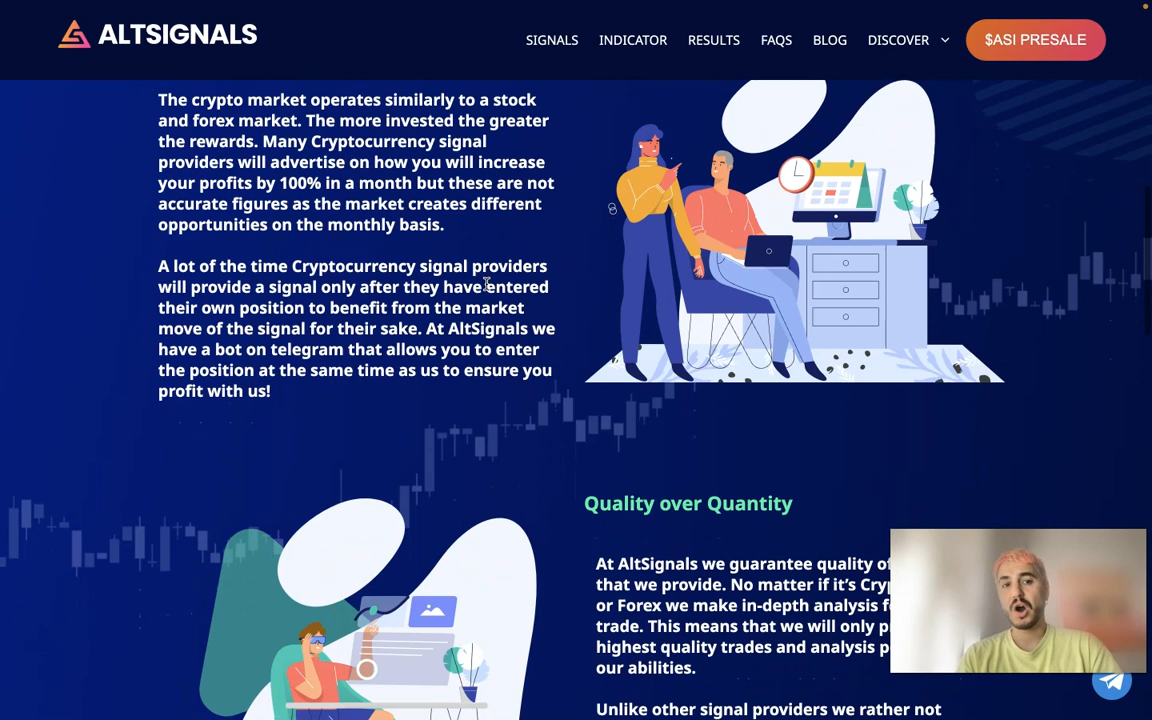 ALTSIGNALS
SIGNALS INDICATOR RESULTS FAQS BLOG DISCOVER $ASI PRESALE
The crypto market operates similarly to a stock
and forex market. The more invested the greater
the rewards. Many Cryptocurrency signal
providers will advertise on how you will increase
your profits by 100% in a month but these are not
accurate figures as the market creates different
opportunities on the monthly basis.
A lot of the time Cryptocurrency signal providers
will provide a signal only after they have entered
their own position to benefit from the market
move of the signal for their sake. At AltSignals we
have a bot on telegram that allows you to enter
the position at the same time as us to ensure you
profit with us!
Quality over Quantity
At AltSignals we guarantee quality
that we provide. No matter if it’s
or Forex we make in-depth analysis
trade. This means that we will only
highest quality trades and analysis
our abilities.
Unlike other signal providers we rather not